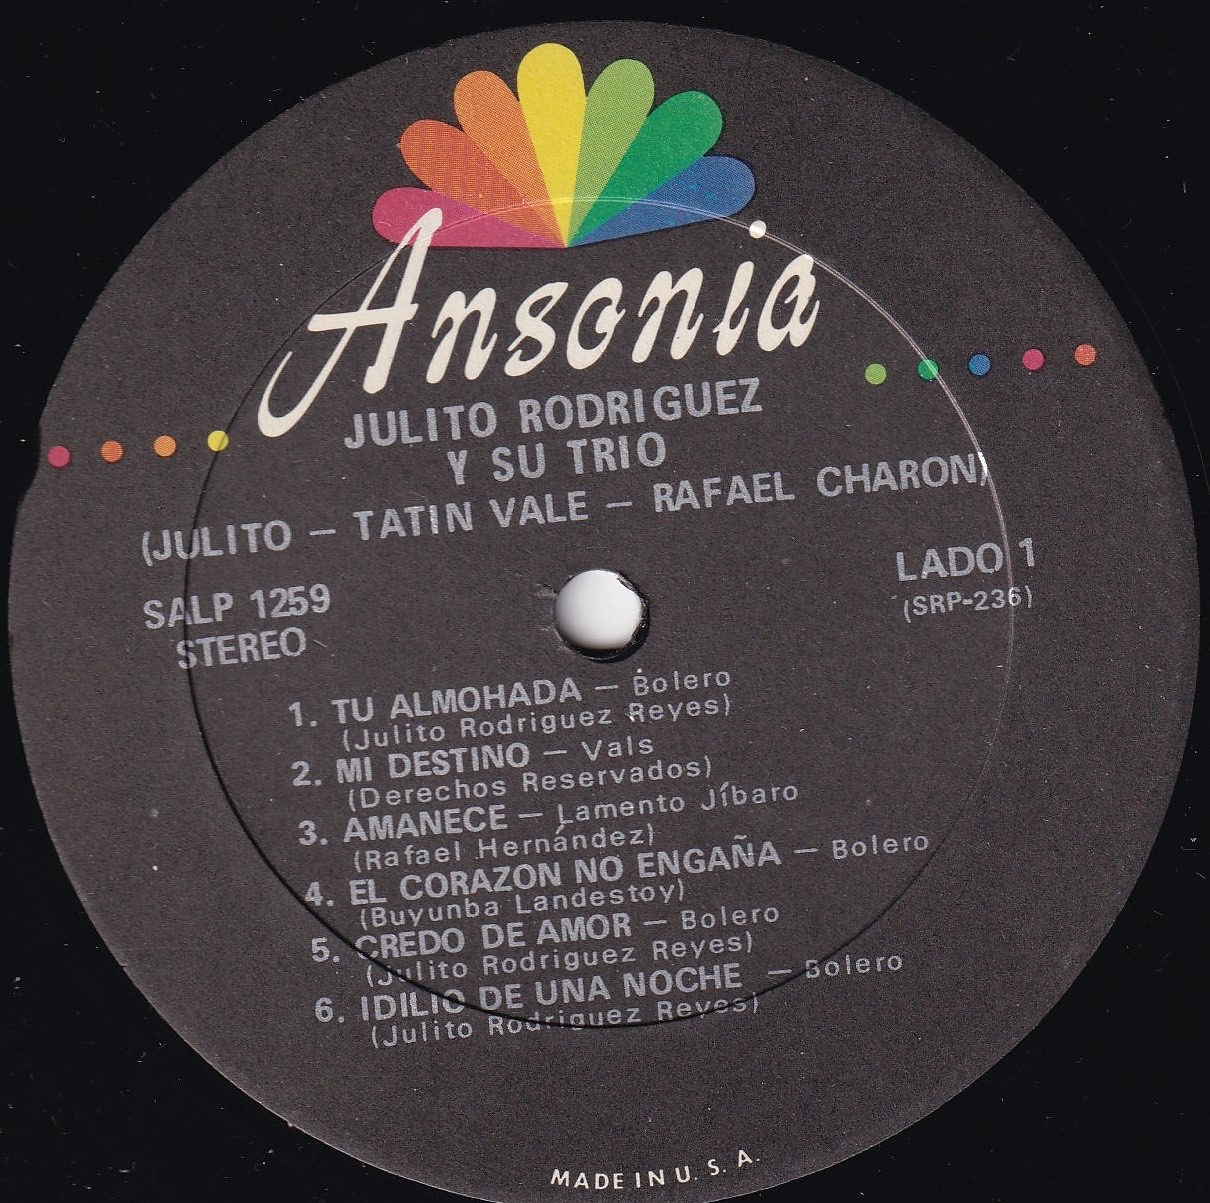 Ansonia
JULITO RODRIGUEZ
Y SU TRIO
(JULITO — TATIN VALE — RAFAEL CHARON)
SALP 1259
STEREO
LADO 1
(SRP-236)
1. TU ALMOHADA — Bolero
(Julito Rodriguez Reyes)
2. MI DESTINO — Vals
(Derechos Reservados)
3. AMANECE — Lamento Jíbaro
(Rafael Hernández)
4. EL CORAZON NO ENGAÑA — Bolero
(Buyunba Landestoy)
5. CREDO DE AMOR — Bolero
(Julito Rodriguez Reyes)
6. IDILIO DE UNA NOCHE — Bolero
(Julito Rodriguez Reyes)
MADE IN U. S. A.